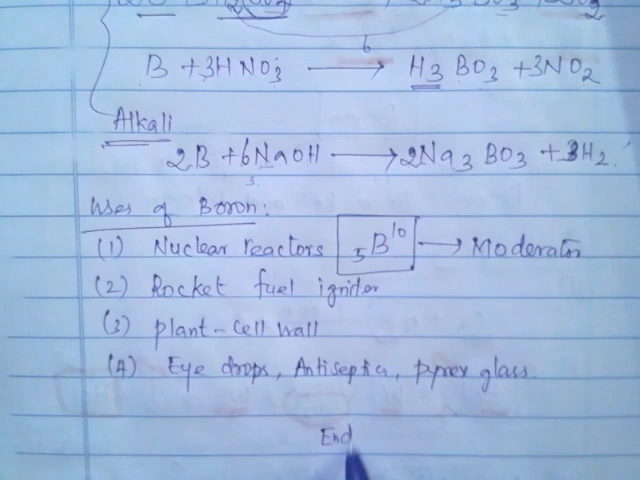 B + 3HNO3 → H3BO3 + 3NO2
Alkali
2B + 6NaOH → 2Na3BO3 + 3H2.
Uses of Boron:
(1) Nuclear reactors 5B10 → Moderator
(2) Rocket fuel igniter
(3) plant-cell wall
(4) Eye drops, Antiseptic, pyrex glass
End